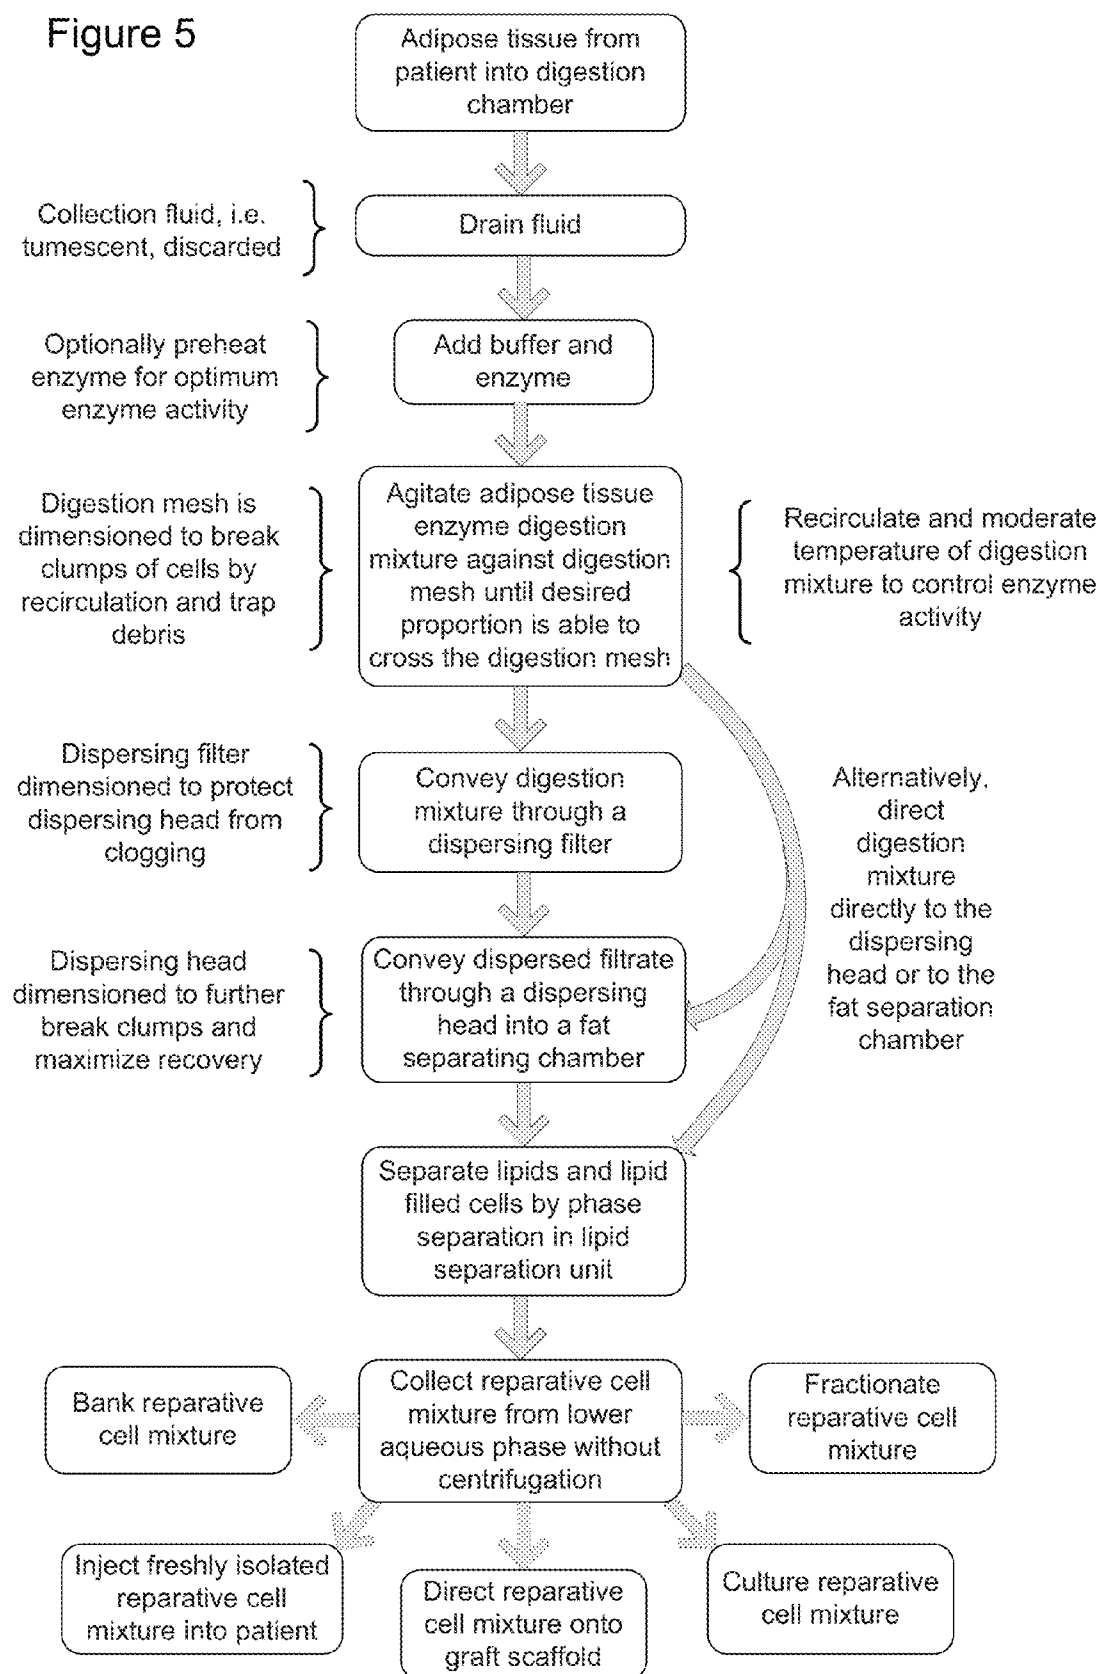 Figure 5
Adipose tissue from
patient into digestion
chamber
Collection fluid, i.e.
tumescent, discarded
Drain fluid
Optionally preheat
enzyme for optimum
enzyme activity
Add buffer and
enzyme
Digestion mesh is
dimensioned to break
clumps of cells by
recirculation and trap
debris
Agitate adipose tissue
enzyme digestion
mixture against digestion
mesh until desired
proportion is able to
cross the digestion mesh
Recirculate and moderate
temperature of digestion
mixture to control enzyme
activity
Dispersing filter
dimensioned to protect
dispersing head from
clogging
Convey digestion
mixture through a
dispersing filter
Alternatively,
direct
digestion
mixture
directly to the
dispersing
head or to the
fat separation
chamber
Dispersing head
dimensioned to further
break clumps and
maximize recovery
Convey dispersed filtrate
through a dispersing
head into a fat
separating chamber
Separate lipids and lipid
filled cells by phase
separation in lipid
separation unit
Bank reparative
cell mixture
Collect reparative cell
mixture from lower
aqueous phase without
centrifugation
Fractionate
reparative cell
mixture
Inject freshly isolated
reparative cell
mixture into patient
Direct reparative
cell mixture onto
graft scaffold
Culture reparative
cell mixture